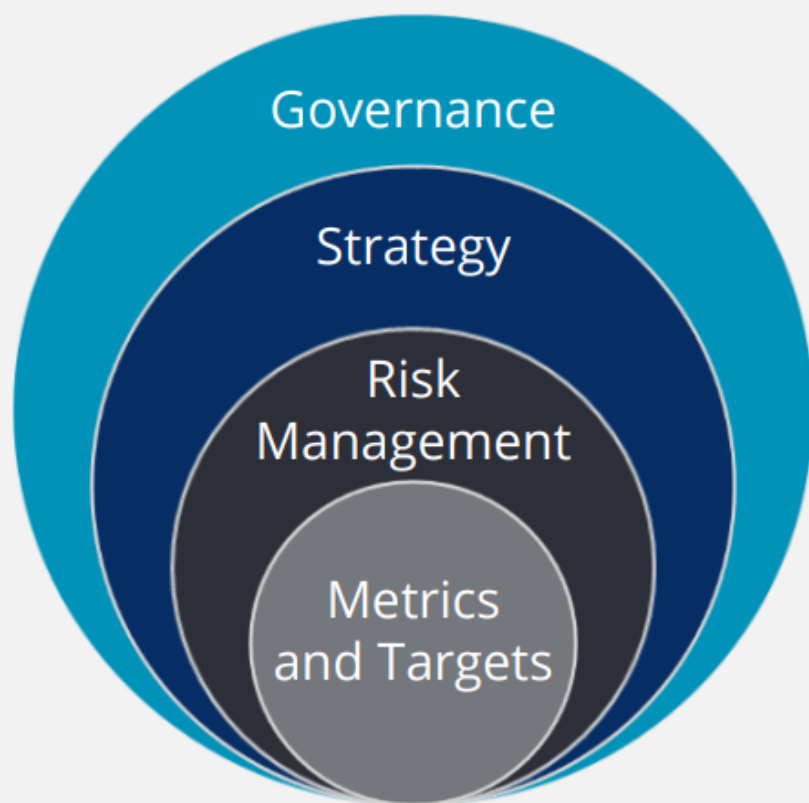 Governance
Strategy
Risk
Management
Metrics
and Targets